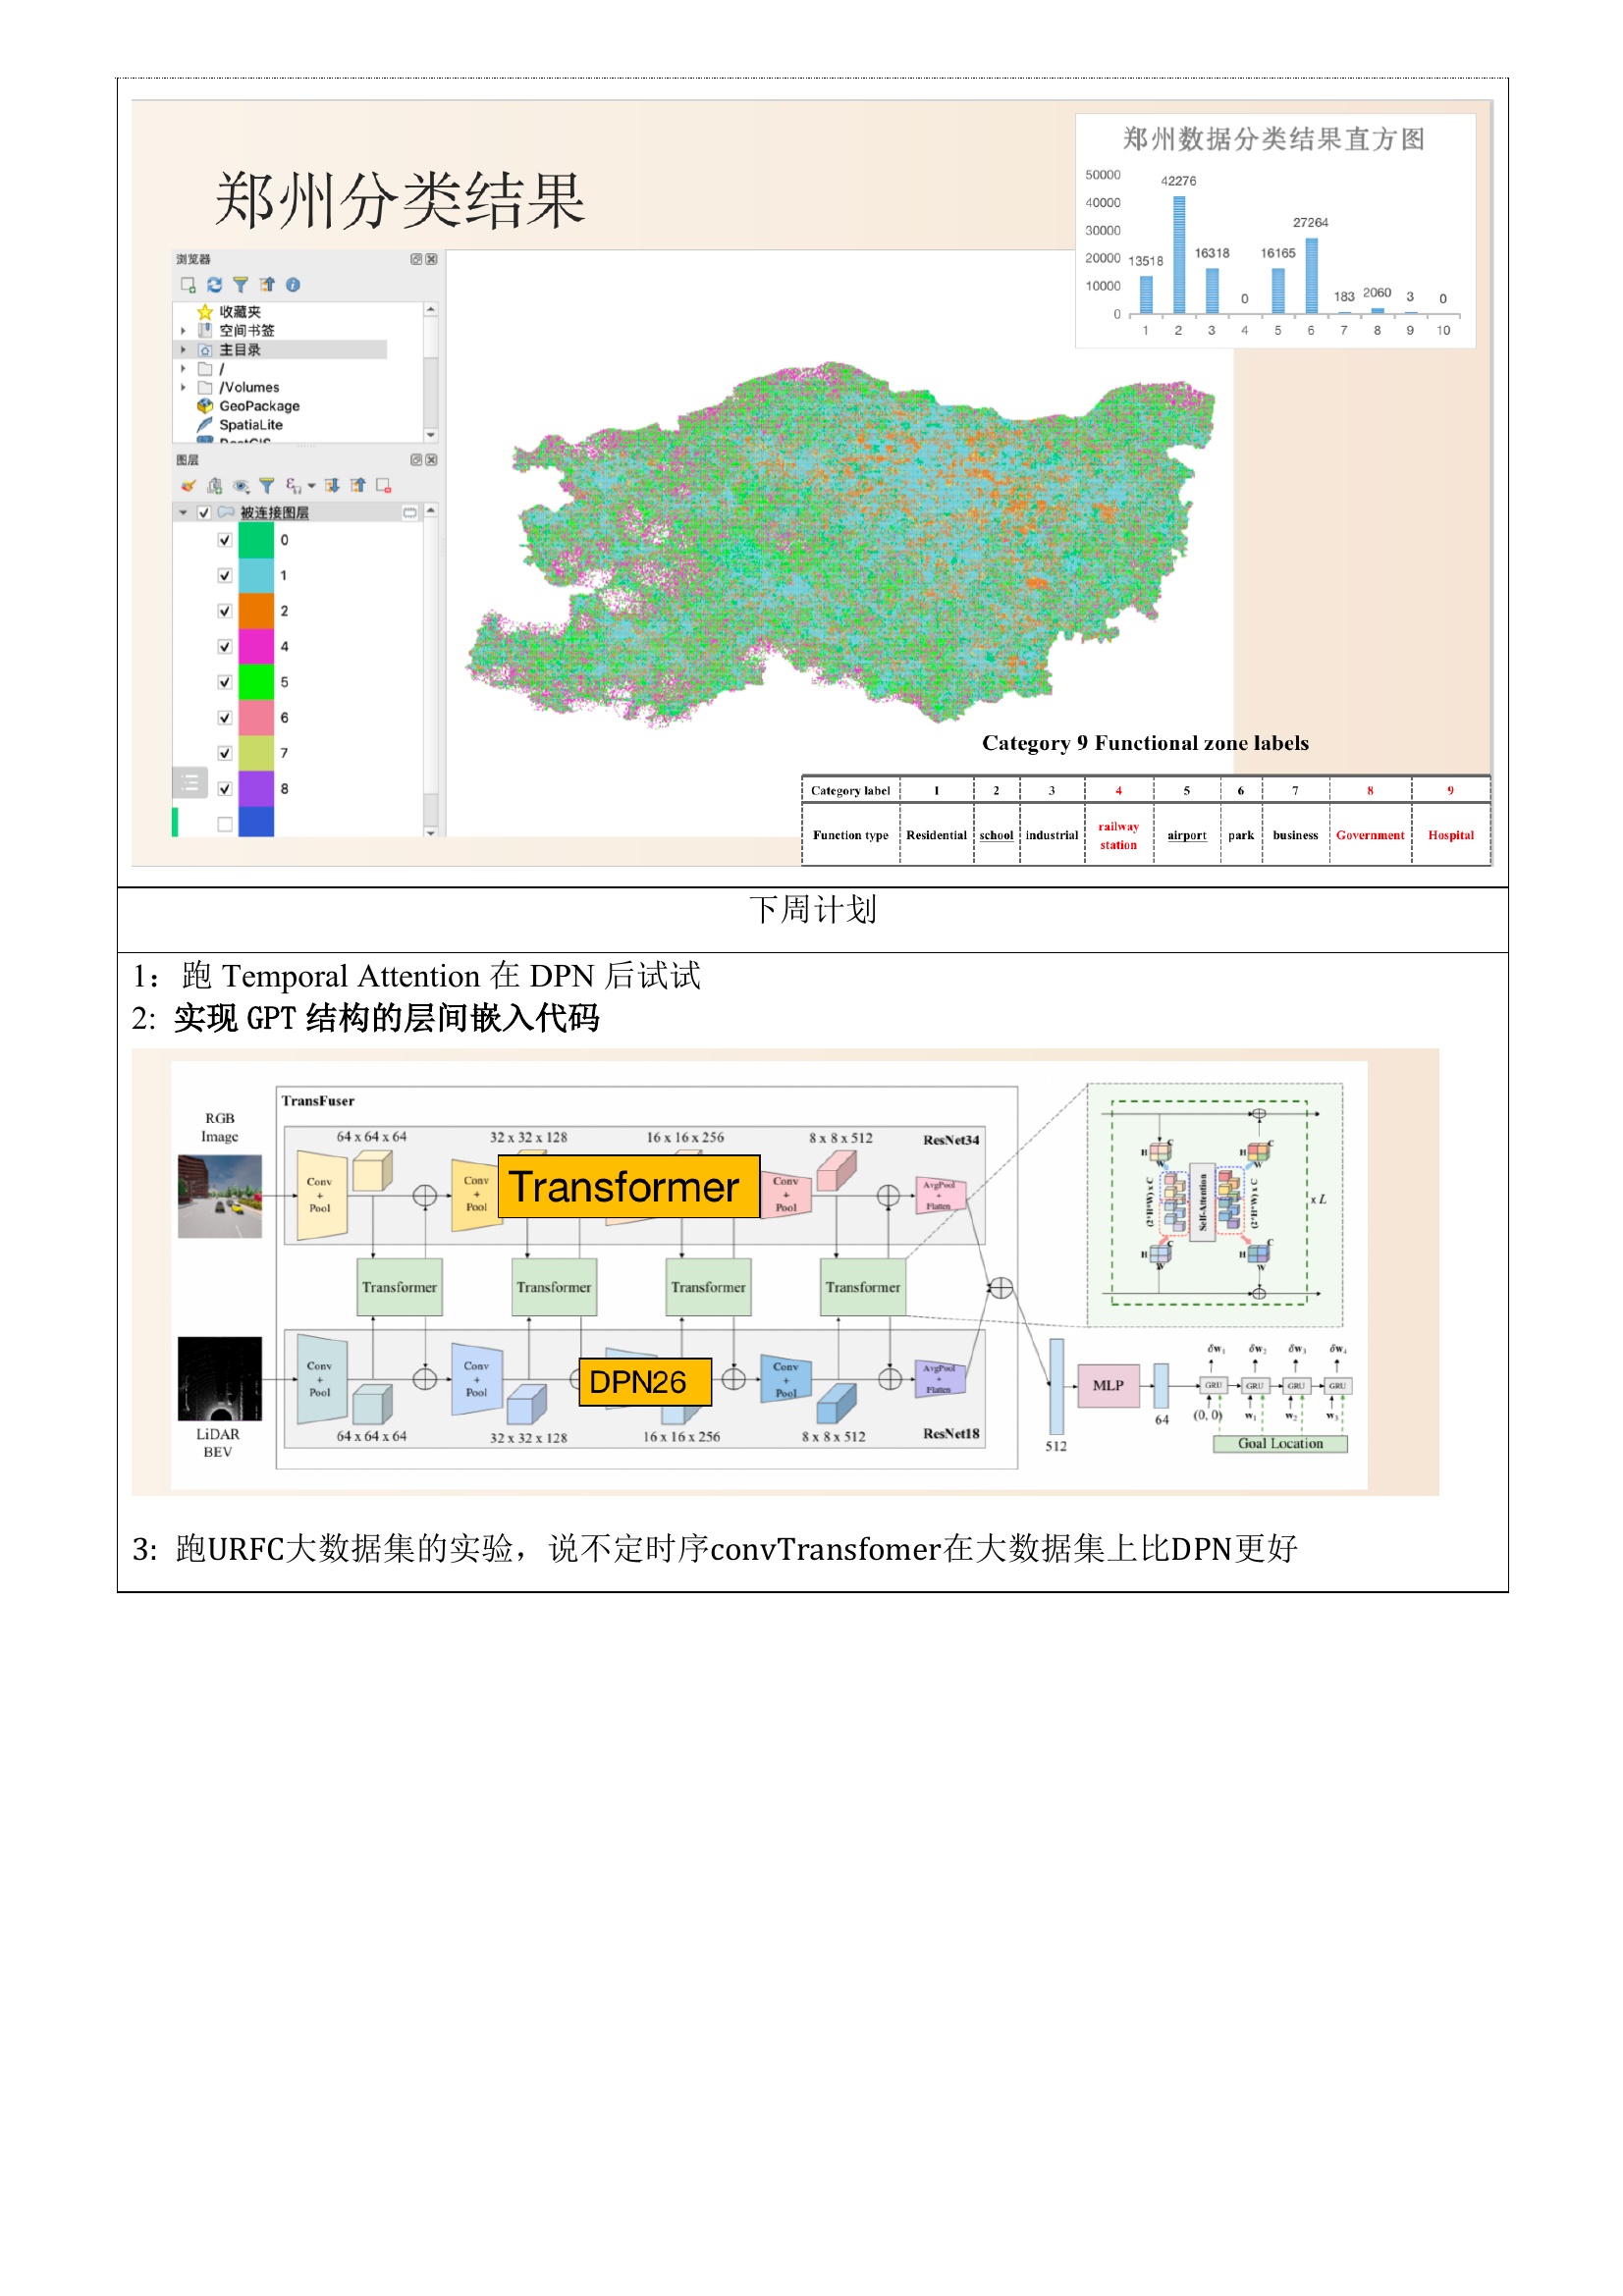 郑州分类结果
郑州数据分类结果直方图
50000
40000
30000
20000
10000
0
13518
42276
16318
0
16165
27264
183
2060
3
0
1 2 3 4 5 6 7 8 9 10
浏览器
收藏夹
空间书签
主目录
/
/Volumes
GeoPackage
SpatiaLite
图层
被连接图层
0
1
2
4
5
6
7
8
Category 9 Functional zone labels
Category label 1 2 3 4 5 6 7 8 9
Function type Residential school industrial railway station airport park business Government Hospital
下周计划
1：跑 Temporal Attention 在 DPN 后试试
2: 实现 GPT 结构的层间嵌入代码
TransFuser
RGB
Image
64 x 64 x 64
32 x 32 x 128
16 x 16 x 256
8 x 8 x 512
ResNet34
Conv
+
Pool
Conv
+
Pool
Transformer
Conv
+
Pool
AvgPool
+
Flatten
Transformer
Transformer
Transformer
Transformer
LiDAR
BEV
Conv
+
Pool
Conv
+
Pool
DPN26
Conv
+
Pool
AvgPool
+
Flatten
64 x 64 x 64
32 x 32 x 128
16 x 16 x 256
8 x 8 x 512
ResNet18
H
W
C
(2*H*W) x C
Self-Attention
(2*H*W) x C
H
W
C
x L
512
MLP
64
δw₁ δw₂ δw₃ δw₄
GRU GRU GRU GRU
(0, 0) w₁ w₂ w₃
Goal Location
3: 跑URFC大数据集的实验，说不定时序convTransfomer在大数据集上比DPN更好